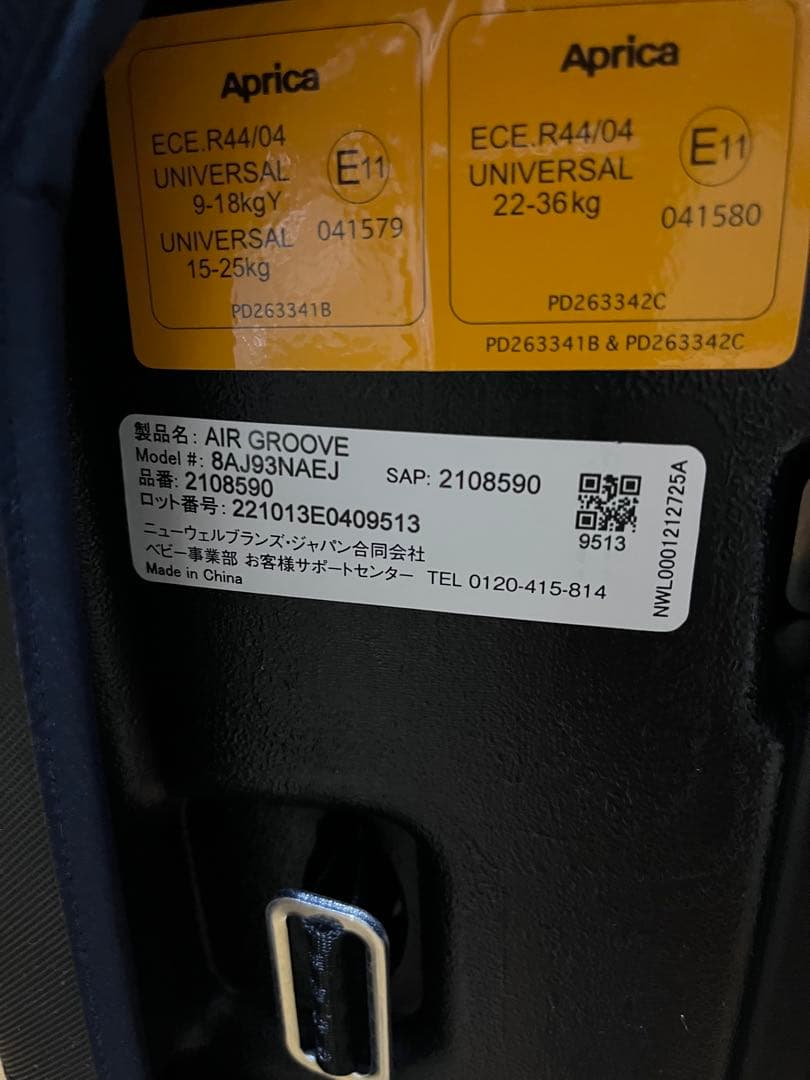 Aprica
ECE.R44/04
UNIVERSAL
9-18kgY
UNIVERSAL
15-25kg
E11
041579
PD263341B
Aprica
ECE.R44/04
UNIVERSAL
22-36kg
E11
041580
PD263342C
PD263341B & PD263342C
製品名: AIR GROOVE
Model #: 8AJ93NAEJ
SAP: 2108590
品番: 2108590
ロット番号: 221013E0409513
ニューウェルブランズ・ジャパン合同会社
ベビー事業部 お客様サポートセンター TEL 0120-415-814
Made in China
9513
NWL0001212725A